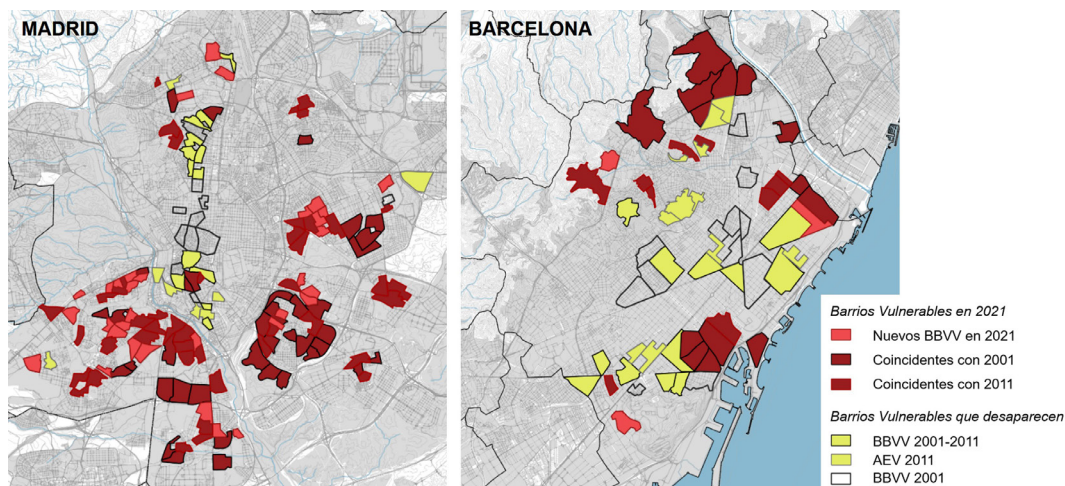 MADRID
BARCELONA
Barrios Vulnerables en 2021
Nuevos BBVV en 2021
Coincidentes con 2001
Coincidentes con 2011
Barrios Vulnerables que desaparecen
BBVV 2001-2011
AEV 2011
BBVV 2001